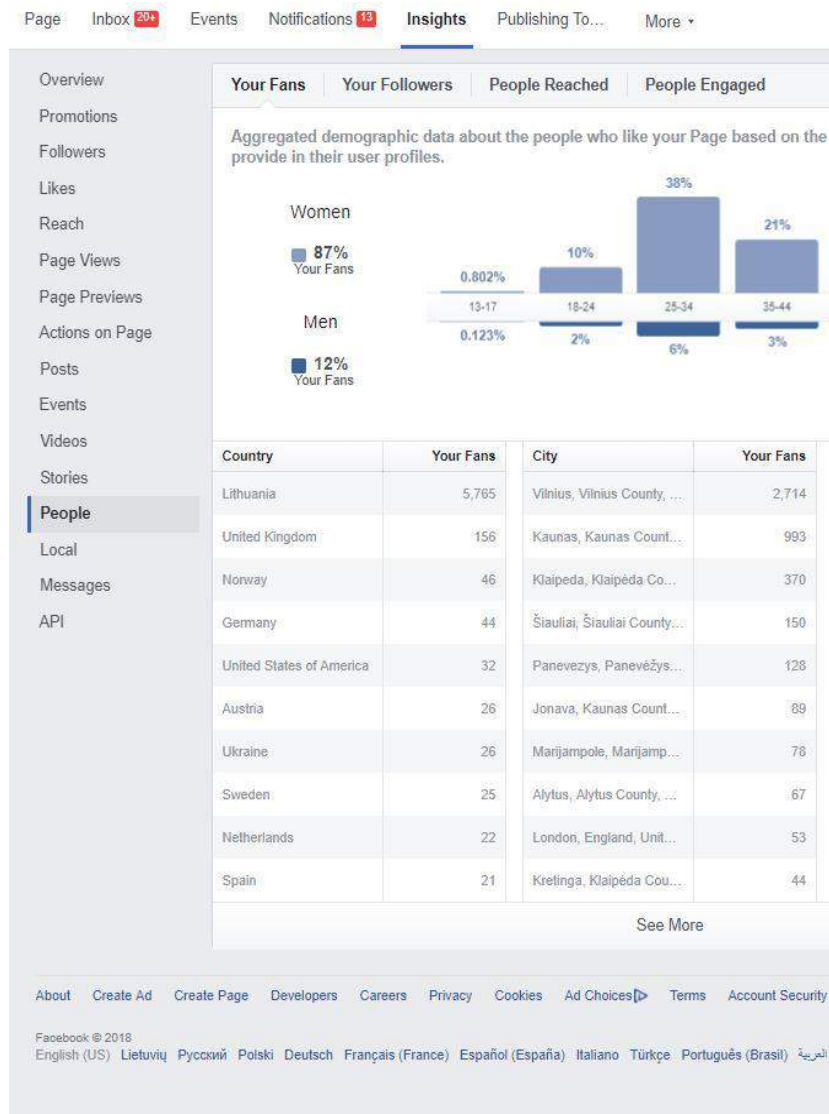 Page Inbox 20+ Events Notifications 13 Insights Publishing To... More
Overview
Promotions
Followers
Likes
Reach
Page Views
Page Previews
Actions on Page
Posts
Events
Videos
Stories
People
Local
Messages
API
Your Fans Your Followers People Reached People Engaged
Aggregated demographic data about the people who like your Page based on the
provide in their user profiles.
Women
87%
Your Fans
Men
12%
Your Fans
0.802% 10% 38% 21%
13-17 18-24 25-34 35-44
0.123% 2% 6% 3%
Country Your Fans City Your Fans
Lithuania 5,765 Vilnius, Vilnius County, ... 2,714
United Kingdom 156 Kaunas, Kaunas Count... 993
Norway 46 Klaipeda, Klaipėda Co... 370
Germany 44 Šiauliai, Šiauliai County... 150
United States of America 32 Panevezys, Panevėžys... 128
Austria 26 Jonava, Kaunas Count... 89
Ukraine 26 Marijampole, Marijamp... 78
Sweden 25 Alytus, Alytus County, ... 67
Netherlands 22 London, England, Unit... 53
Spain 21 Kretinga, Klaipėda Cou... 44
See More
About Create Ad Create Page Developers Careers Privacy Cookies Ad Choices Terms Account Security
Facebook © 2018
English (US) Lietuvių Русский Polski Deutsch Français (France) Español (España) Italiano Türkçe Português (Brasil) العربية